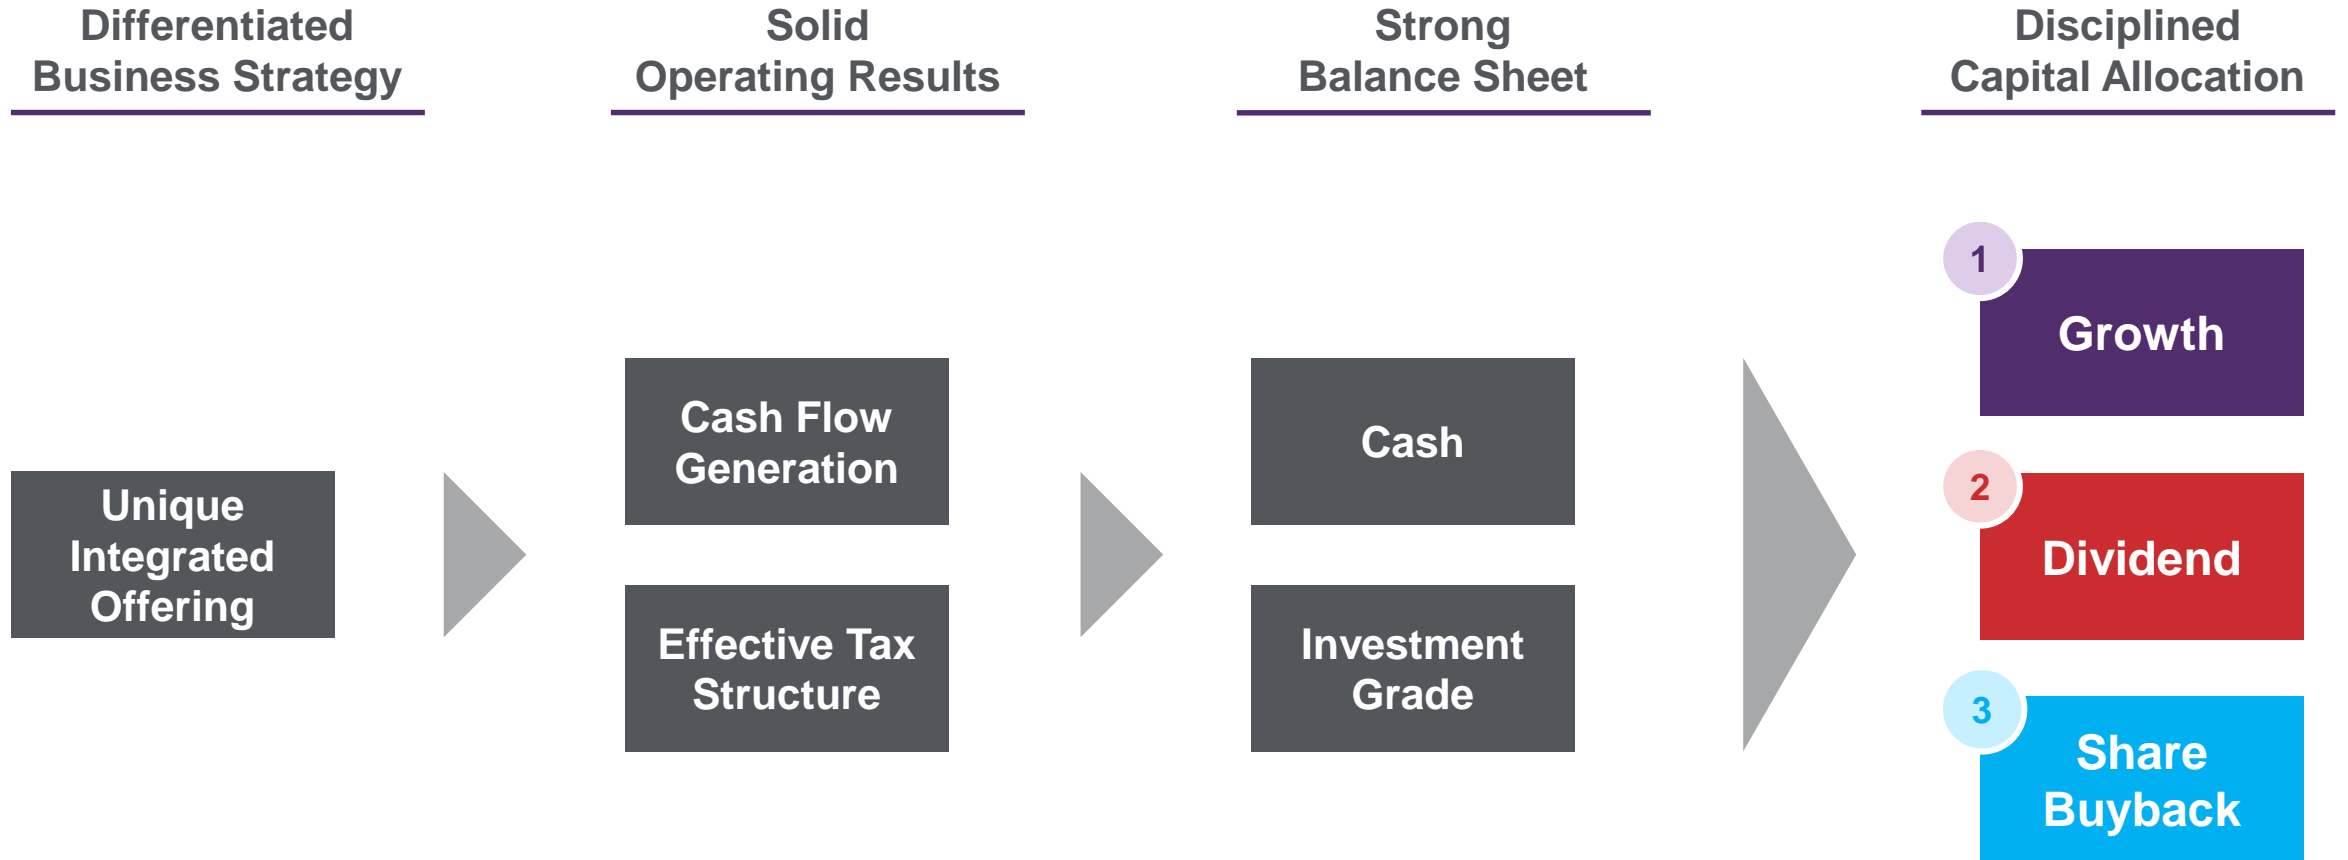 Differentiated
Business Strategy
Solid
Operating Results
Strong
Balance Sheet
Disciplined
Capital Allocation
Unique
Integrated
Offering
Cash Flow
Generation
Effective Tax
Structure
Cash
Investment
Grade
1
Growth
2
Dividend
3
Share
Buyback